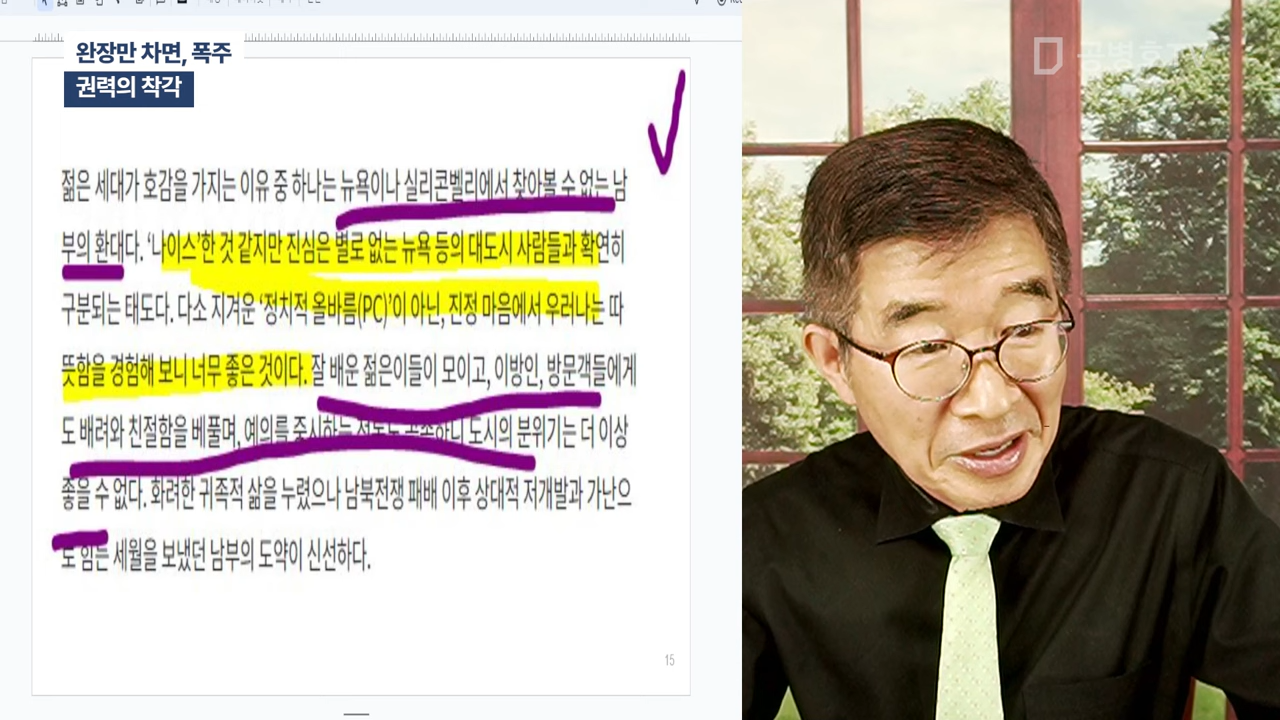 완장만 차면, 폭주
권력의 착각
공병호
젊은 세대가 호감을 가지는 이유 중 하나는 뉴욕이나 실리콘벨리에서 찾아볼 수 없는 남
부의 환대다. ‘나이스’한 것 같지만 진심은 별로 없는 뉴욕 등의 대도시 사람들과 확연히
구분되는 태도다. 다소 지겨운 ‘정치적 올바름(PC)’이 아닌, 진정 마음에서 우러나는 따
뜻함을 경험해 보니 너무 좋은 것이다. 잘 배운 젊은이들이 모이고, 이방인, 방문객들에게
도 배려와 친절함을 베풀며, 예의를 중시하는 도시의 분위기는 더 이상
좋을 수 없다. 화려한 귀족적 삶을 누렸으나 남북전쟁 패배 이후 상대적 저개발과 가난으
로 힘든 세월을 보냈던 남부의 도약이 신선하다.
15